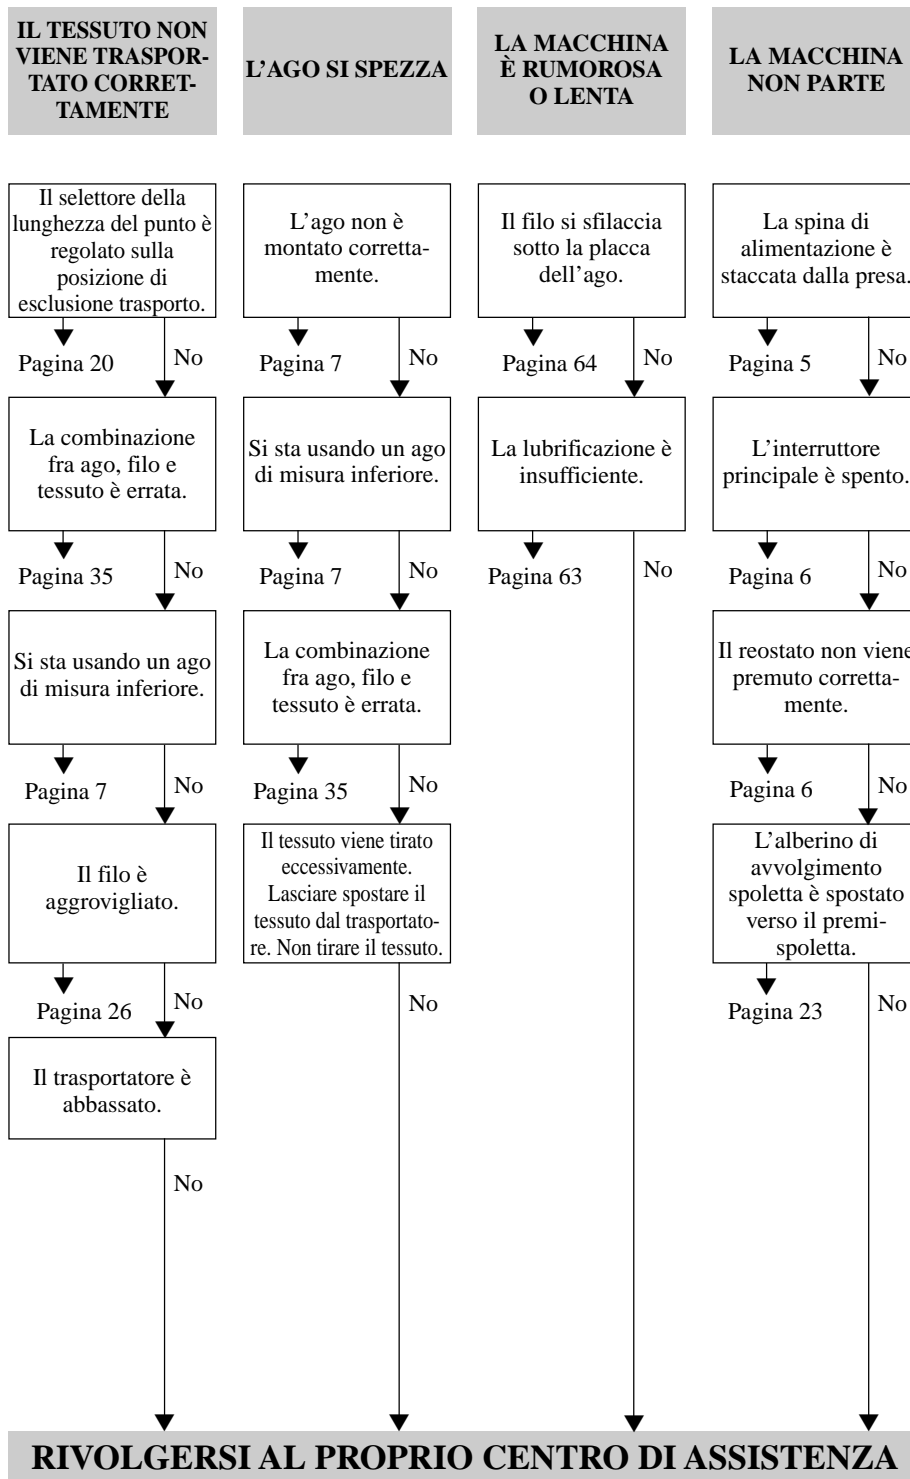 IL TESSUTO NON
VIENE TRASPOR-
TATO CORRET-
TAMENTE
Il selettore della
lunghezza del punto è
regolato sulla
posizione di
esclusione trasporto.
Pagina 20
No
La combinazione
fra ago, filo e
tessuto è errata.
Pagina 35
No
Si sta usando un ago
di misura inferiore.
Pagina 7
No
Il filo è
aggrovigliato.
Pagina 26
No
Il trasportatore è
abbassato.
No
L'AGO SI SPEZZA
L'ago non è
montato corretta-
mente.
Pagina 7
No
Si sta usando un ago
di misura inferiore.
Pagina 7
No
La combinazione
fra ago, filo e
tessuto è errata.
Pagina 35
No
Il tessuto viene tirato
eccessivamente.
Lasciare spostare il
tessuto dal trasportato-
re. Non tirare il tessuto.
No
LA MACCHINA
È RUMOROSA
O LENTA
Il filo si sfilaccia
sotto la placca
dell'ago.
Pagina 64
No
La lubrificazione è
insufficiente.
Pagina 63
No
LA MACCHINA
NON PARTE
La spina di
alimentazione è
staccata dalla presa.
Pagina 5
No
L'interruttore
principale è spento.
Pagina 6
No
Il reostato non viene
premuto corretta-
mente.
Pagina 6
No
L'alberino di
avvolgimento
spoletta è spostato
verso il premi-
spoletta.
Pagina 23
No
RIVOLGERSI AL PROPRIO CENTRO DI ASSISTENZA